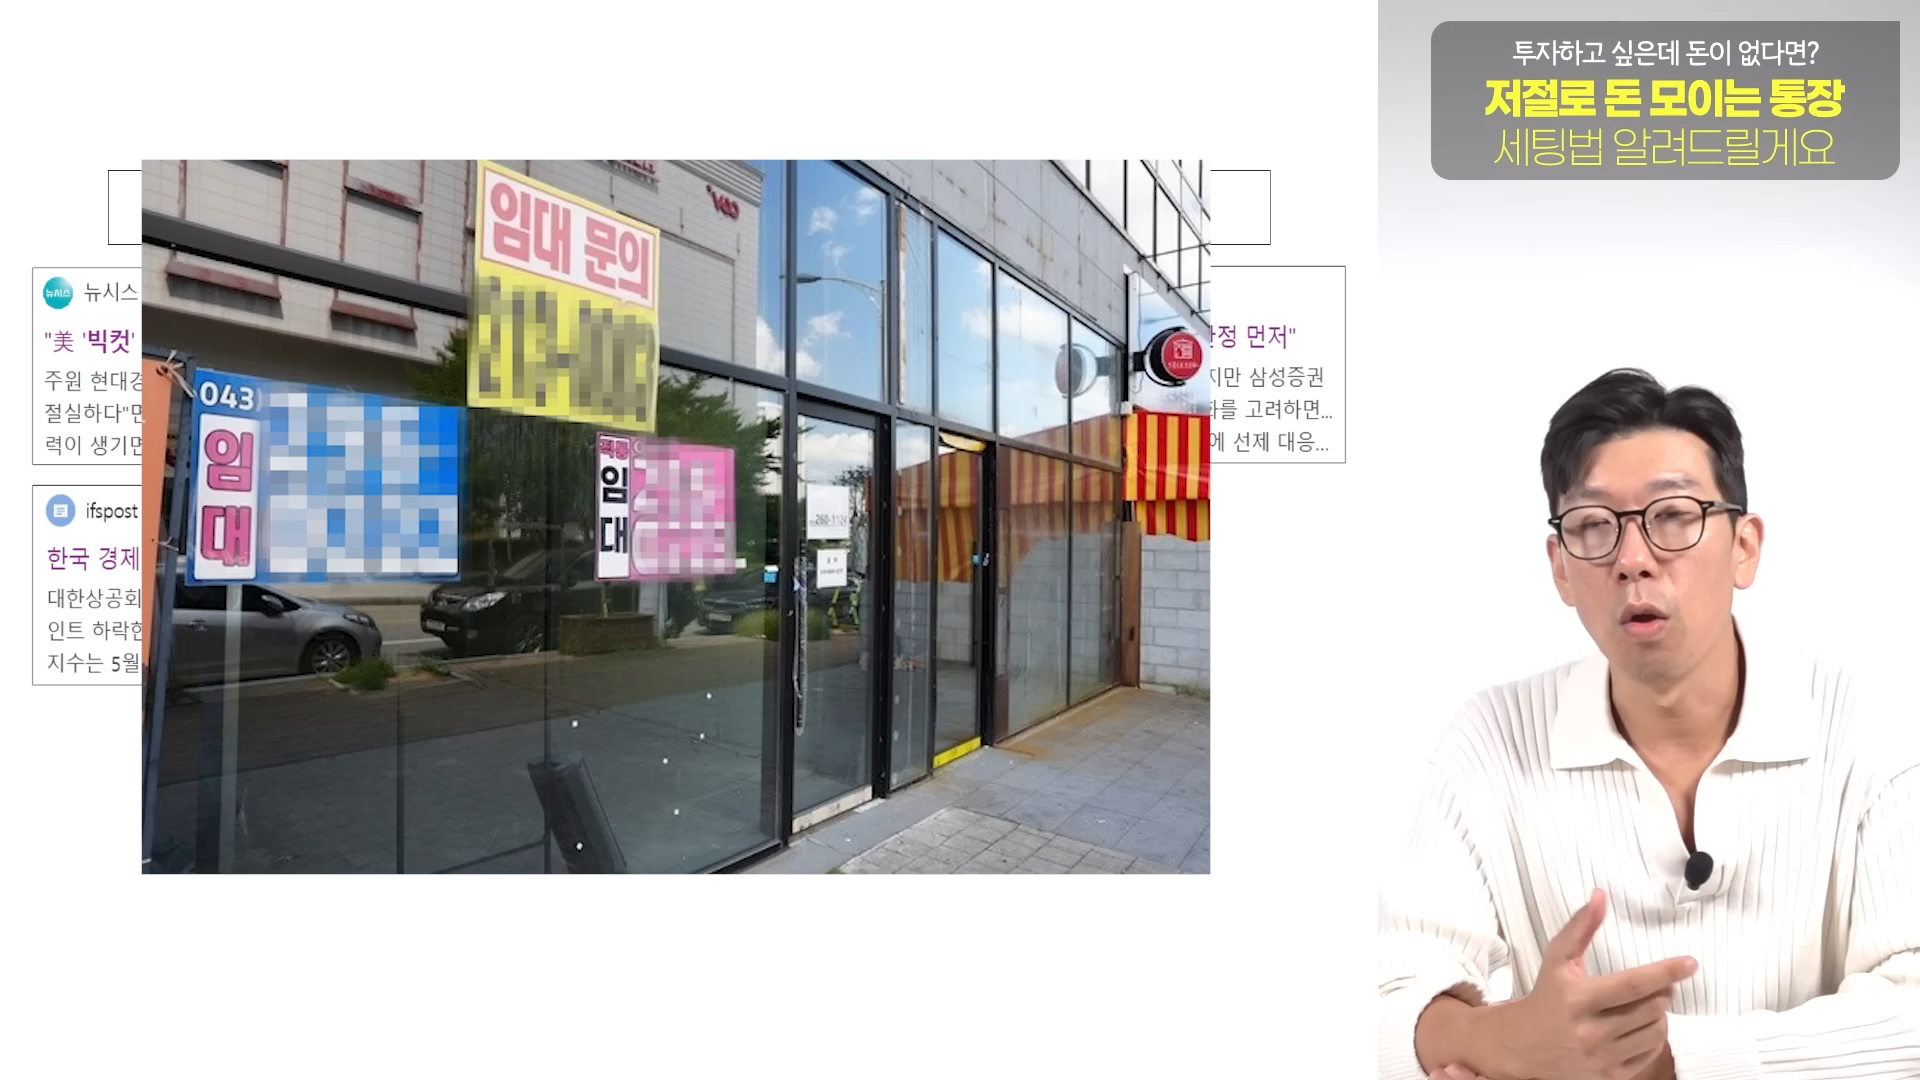 투자하고 싶은데 돈이 없다면?
저절로 돈 모이는 통장
세팅법 알려드릴게요
뉴시스
"美 '빅컷'
주원 현대경
절실하다"면
력이 생기면
ifspost
한국 경제
대한상공회
인트 하락한
지수는 5월
임대 문의
043)
임
대
임
대
260-1124
정 먼저"
지만 삼성증권
를 고려하면...
에 선제 대응...